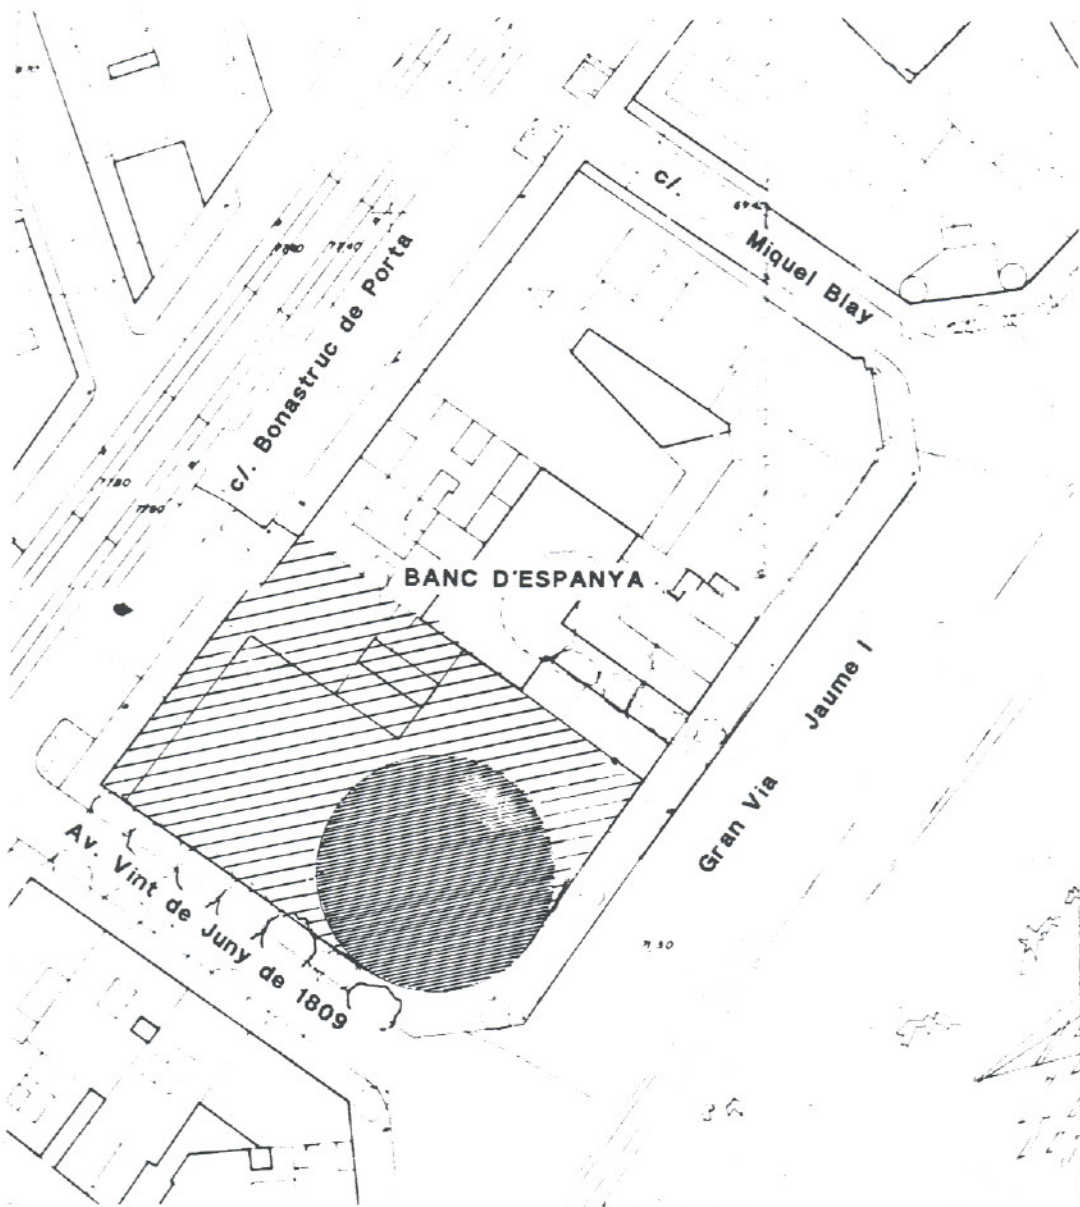 c/. Miquel Blay
c/. Bonastruc de Porta
BANC D'ESPANYA
Gran Via Jaume I
Av. Vint de Juny de 1809